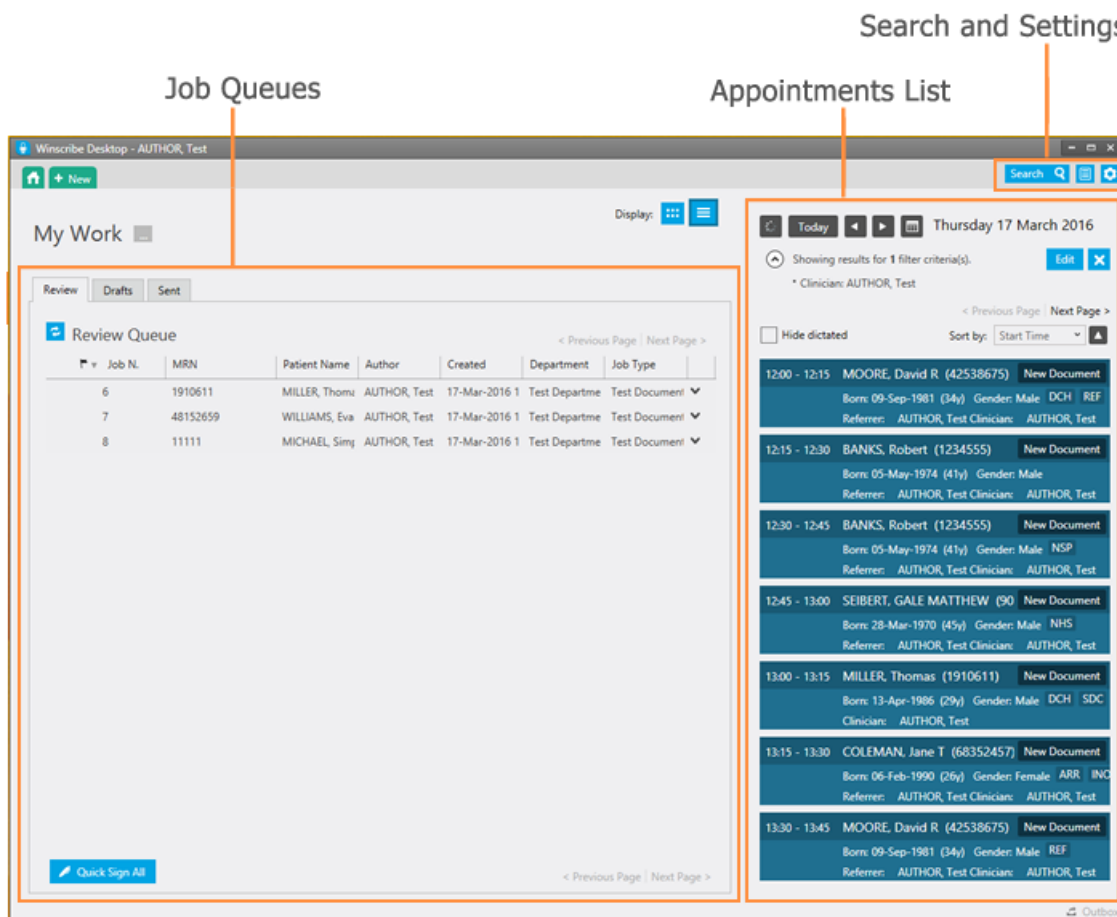 Search and Settings
Job Queues
Appointments List
Winscribe Desktop - AUTHOR, Test
+ New
Search
My Work
Display:
Today
Thursday 17 March 2016
Showing results for 1 filter criteria(s).
Edit
* Clinician: AUTHOR, Test
< Previous Page | Next Page >
Hide dictated
Sort by: Start Time
Review Drafts Sent
Review Queue
< Previous Page | Next Page >
Job N. MRN Patient Name Author Created Department Job Type
6 1910611 MILLER, Thoma AUTHOR, Test 17-Mar-2016 1 Test Departme Test Document
7 48152659 WILLIAMS, Eva AUTHOR, Test 17-Mar-2016 1 Test Departme Test Document
8 11111 MICHAEL, Sim AUTHOR, Test 17-Mar-2016 1 Test Departme Test Document
Quick Sign All
< Previous Page | Next Page >
12:00 - 12:15 MOORE, David R (42538675) New Document
Born: 09-Sep-1981 (34y) Gender: Male DCH REF
Referrer: AUTHOR, Test Clinician: AUTHOR, Test
12:15 - 12:30 BANKS, Robert (1234555) New Document
Born: 05-May-1974 (41y) Gender: Male
Referrer: AUTHOR, Test Clinician: AUTHOR, Test
12:30 - 12:45 BANKS, Robert (1234555) New Document
Born: 05-May-1974 (41y) Gender: Male NSP
Referrer: AUTHOR, Test Clinician: AUTHOR, Test
12:45 - 13:00 SEIBERT, GALE MATTHEW (90 New Document
Born: 28-Mar-1970 (45y) Gender: Male NHS
Referrer: AUTHOR, Test Clinician: AUTHOR, Test
13:00 - 13:15 MILLER, Thomas (1910611) New Document
Born: 13-Apr-1986 (29y) Gender: Male DCH SDC
Clinician: AUTHOR, Test
13:15 - 13:30 COLEMAN, Jane T (68352457) New Document
Born: 06-Feb-1990 (26y) Gender: Female ARR INO
Referrer: AUTHOR, Test Clinician: AUTHOR, Test
13:30 - 13:45 MOORE, David R (42538675) New Document
Born: 09-Sep-1981 (34y) Gender: Male REF
Referrer: AUTHOR, Test Clinician: AUTHOR, Test
Outbox